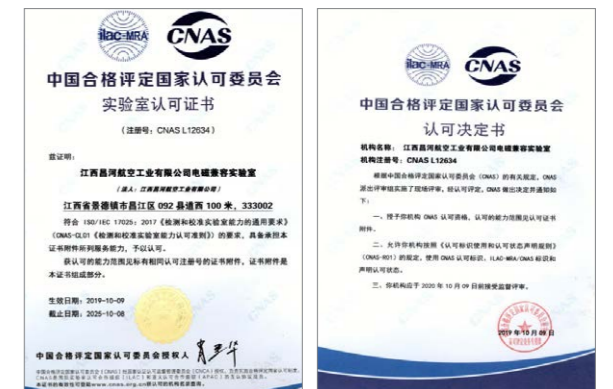 ilac-MRA
CNAS
中国合格评定国家认可委员会
实验室认可证书
(注册号：CNAS L12634)
兹证明：
江西昌河航空工业有限公司电磁兼容实验室
(法人：江西昌河航空工业有限公司)
江西省景德镇市昌江区 092 县道西 100 米，333002
符合 ISO/IEC 17025：2017《检测和校准实验室能力的通用要求》
(CNAS-CL01《检测和校准实验室能力认可准则》) 的要求，具备承担本
证书附件所列服务能力，予以认可。
获认可的能力范围见标有相同认可注册号的证书附件，证书附件是
本证书组成部分。
生效日期：2019-10-09
截止日期：2025-10-08
中国合格评定国家认可委员会授权人
ilac-MRA
CNAS
中国合格评定国家认可委员会
认可决定书
机构名称： 江西昌河航空工业有限公司电磁兼容实验室
机构注册号：CNAS L12634
根据中国合格评定国家认可委员会（CNAS）的有关规定，CNAS
派出评审组实施了现场评审，经认可评定，CNAS 做出决定并通知如
下：
一、授予你机构 CNAS 认可资格，认可的能力范围见认可证书
附件。
二、允许你机构按照《认可标识使用和认可状态声明规则》
(CNAS-R01) 的规定，使用 CNAS 认可标识、ILAC-MRA/CNAS 标识和
声明认可状态。
三、你机构应于 2020 年 10 月 09 日前接受监督评审。
2019 年 10 月 09 日